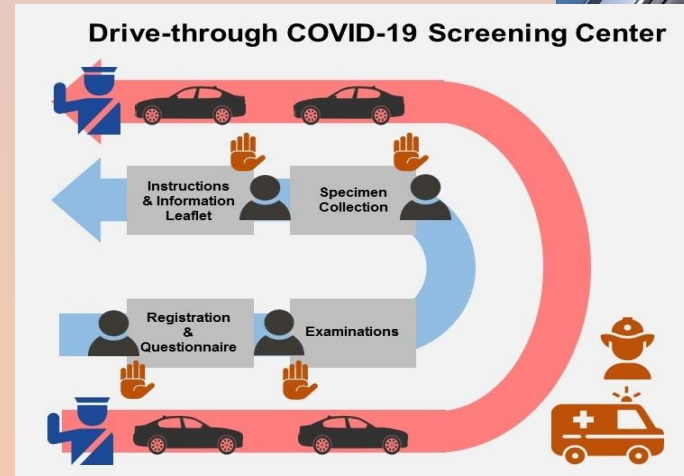 Drive-through COVID-19 Screening Center
Instructions
& Information
Leaflet
Specimen
Collection
Registration
&
Questionnaire
Examinations